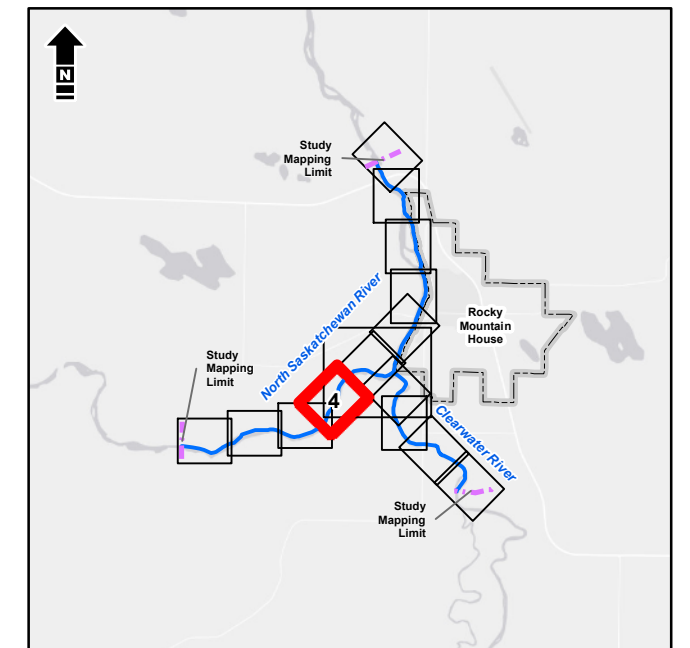 N
Study
Mapping
Limit
North Saskatchewan River
Rocky
Mountain
House
Study
Mapping
Limit
4
Clearwater River
Study
Mapping
Limit